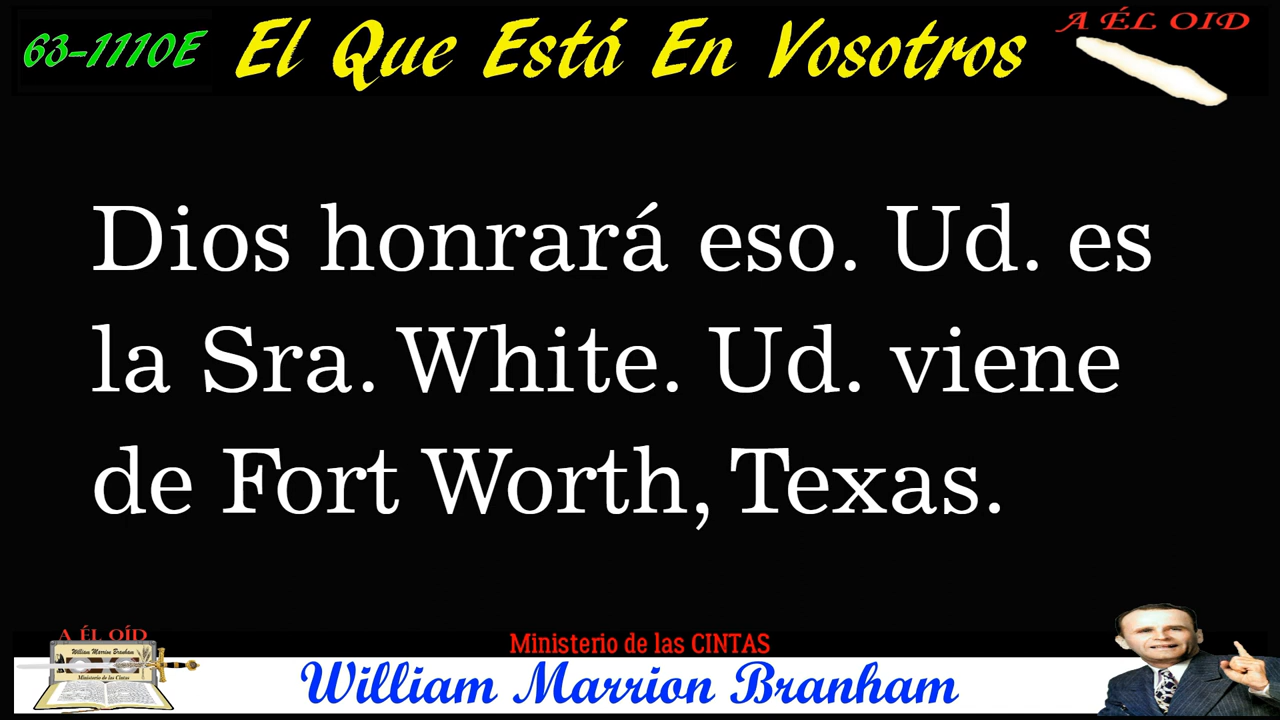 63-1110E El Que Está En Vosotros
A ÉL OID
Dios honrará eso. Ud. es
la Sra. White. Ud. viene
de Fort Worth, Texas.
A ÉL OÍD
William Marrion Branham
Ministerio de las Cintas
Ministerio de las CINTAS
William Marrion Branham